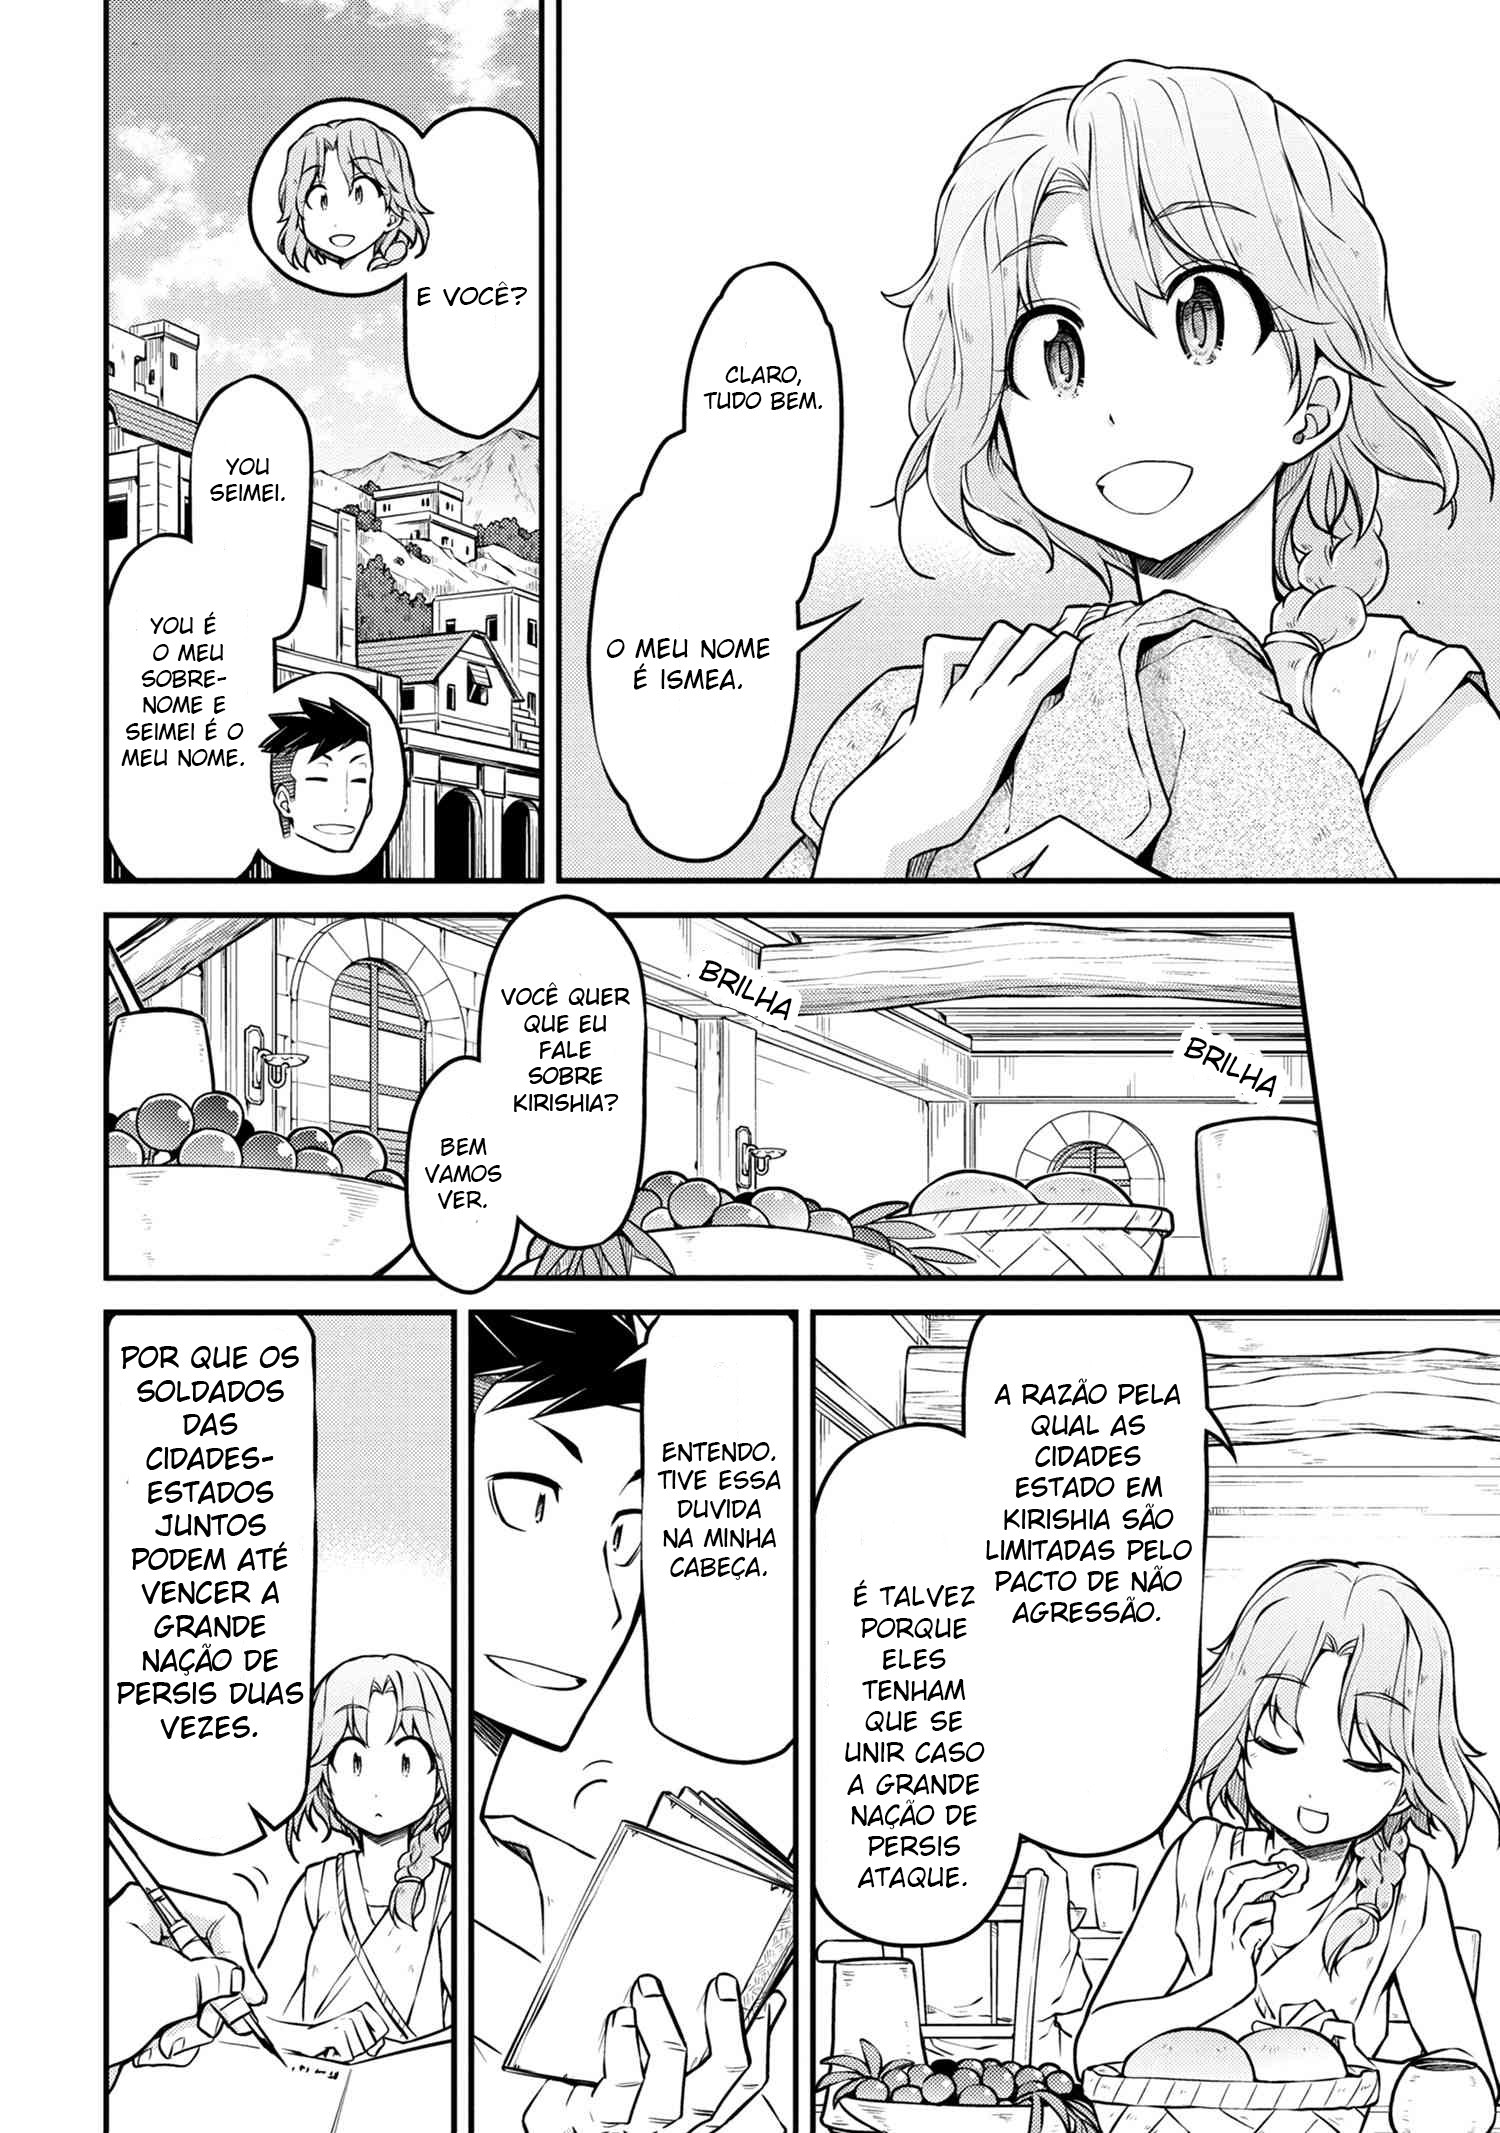 CLARO,
TUDO BEM.
O MEU NOME
É ISMEA.
E VOCÊ?
YOU
SEIMEI.
YOU É
O MEU
SOBRE-
NOME E
SEIMEI É O
MEU NOME.
BRILHA
BRILHA
VOCÊ QUER
QUE EU
FALE
SOBRE
KIRISHIA?
BEM
VAMOS
VER.
A RAZÃO PELA
QUAL AS
CIDADES
ESTADO EM
KIRISHIA SÃO
LIMITADAS PELO
PACTO DE NÃO
AGRESSÃO.
É TALVEZ
PORQUE
ELES
TENHAM
QUE SE
UNIR CASO
A GRANDE
NAÇÃO DE
PERSIS
ATAQUE.
ENTENDO.
TIVE ESSA
DUVIDA
NA MINHA
CABEÇA.
POR QUE OS
SOLDADOS
DAS
CIDADES-
ESTADOS
JUNTOS
PODEM ATÉ
VENCER A
GRANDE
NAÇÃO DE
PERSIS DUAS
VEZES.